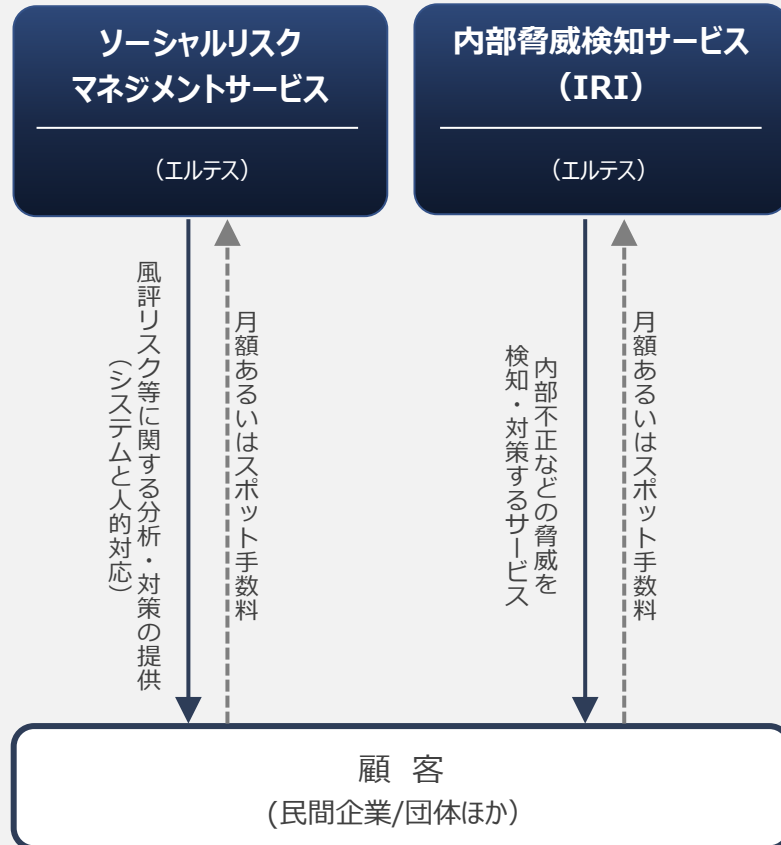 ソーシャルリスク
マネジメントサービス
（エルテス）
内部脅威検知サービス
（IRI）
（エルテス）
風評リスク等に関する分析・対策の提供
（システムと人的対応）
月額あるいはスポット手数料
内部不正などの脅威を
検知・対策するサービス
月額あるいはスポット手数料
顧 客
(民間企業/団体ほか）